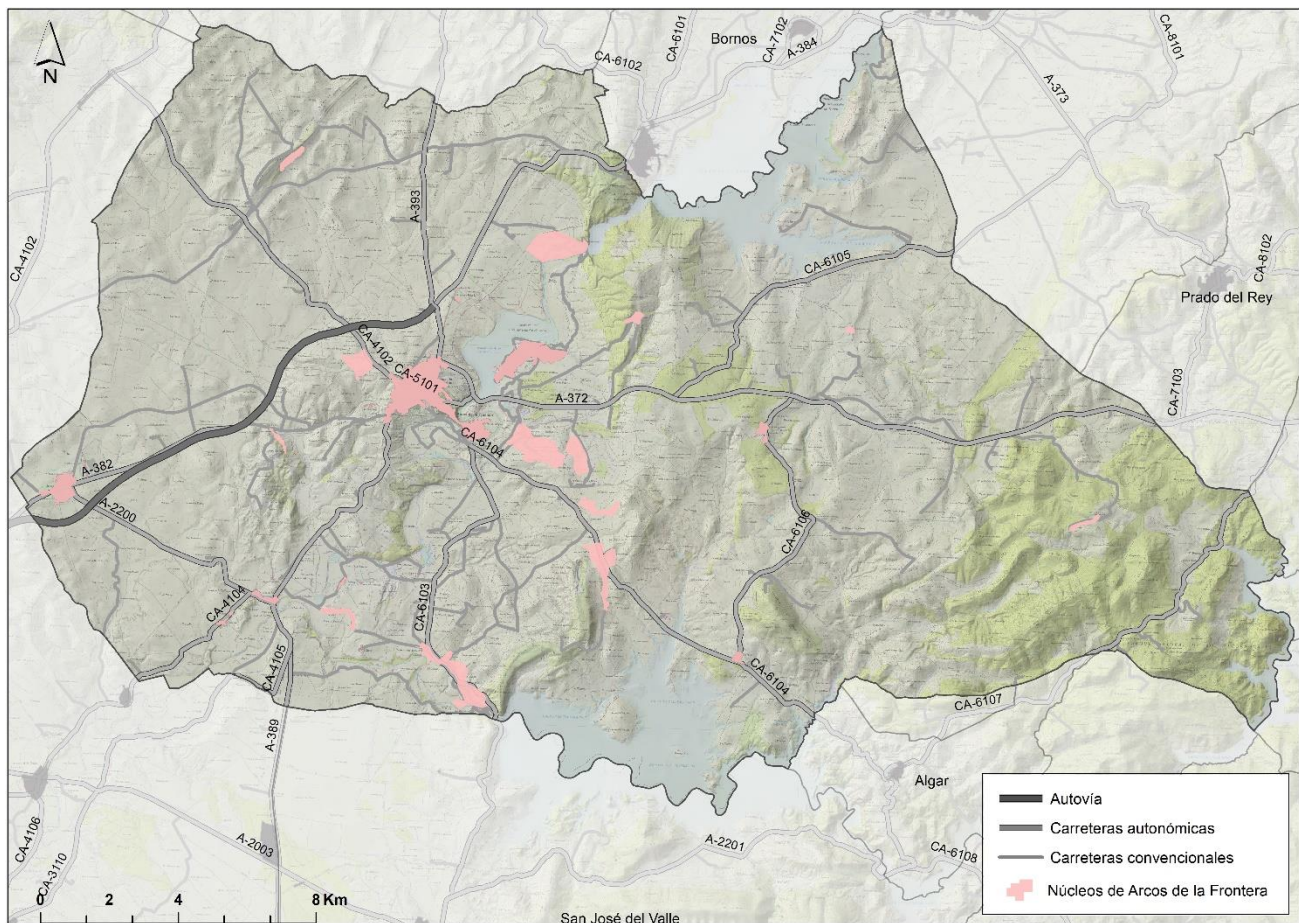 Bornos
CA-6101
CA-7102
A-384
CA-8101
CA-6102
A-373
N
A-393
CA-4102
CA-6105
CA-8102
Prado del Rey
CA-4102
CA-5101
A-372
CA-7103
CA-6104
A-382
A-2200
CA-6106
CA-4104
CA-6103
CA-4105
CA-6104
CA-6107
A-389
Algar
CA-4106
CA-3110
A-2003
A-2201
CA-6108
San José del Valle
0 2 4 8 Km
Autovía
Carreteras autonómicas
Carreteras convencionales
Núcleos de Arcos de la Frontera